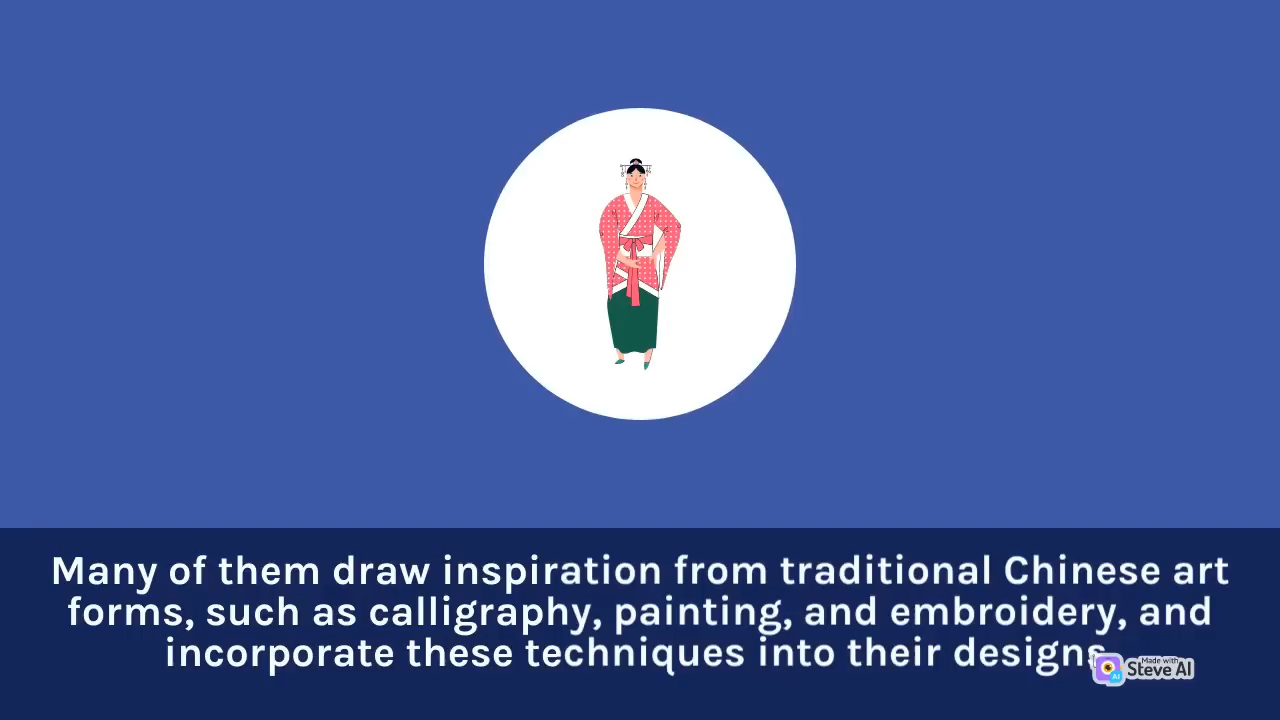 Many of them draw inspiration from traditional Chinese art
forms, such as calligraphy, painting, and embroidery, and
incorporate these techniques into their designs
Made with
Steve AI
AI